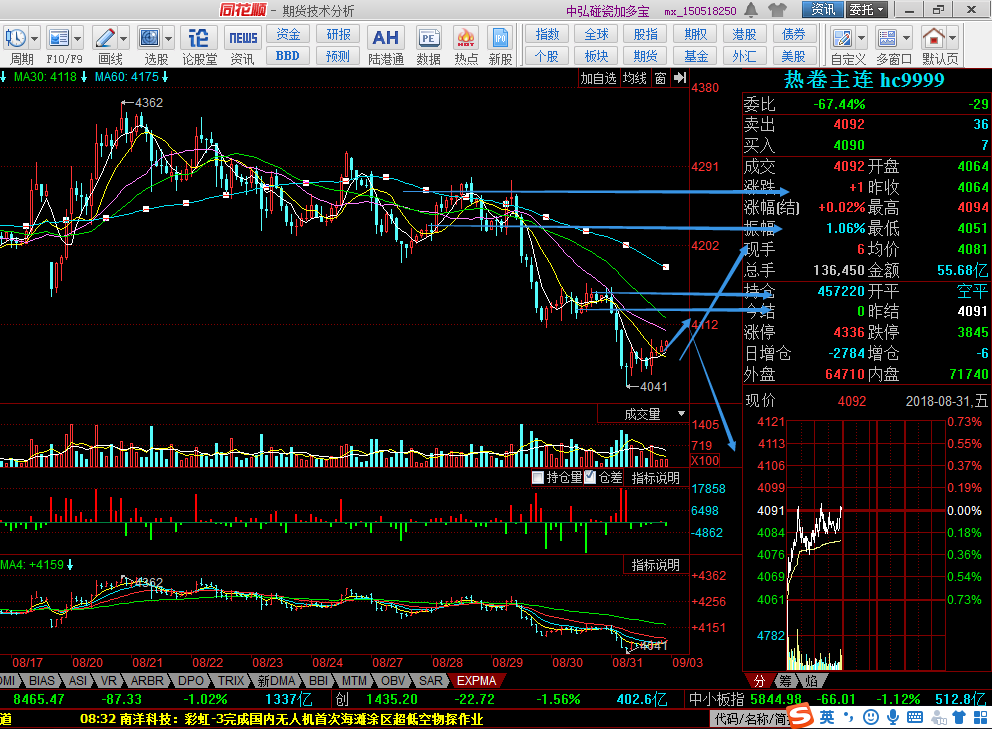 同花顺 - 期货技术分析 中弘碰瓷加多宝 mx_150518250 资讯 委托
资金 研报 指数 全球 股指 期权 港股 债券
周期 F10/F9 画线 选股 论股堂 资讯 BBD 预测 陆港通 数据 热点 新股 个股 板块 期货 基金 外汇 美股 自定义 多窗口 默认页
论 NEWS AH PE HOT IPO
MA30: 4118 MA60: 4175 加自选 均线 窗
4362
4380
4291
4202
4112
4041
热卷主连 hc9999
委比 -67.44% -29
卖出 4092 36
买入 4090 7
成交 4092 开盘 4064
涨跌 +1 昨收 4064
涨幅(结) +0.02% 最高 4094
振幅 1.06% 最低 4051
现手 6 均价 4081
总手 136,450 金额 55.68亿
持仓 457220 开平 空平
今结 0 昨结 4091
涨停 4336 跌停 3845
日增仓 -2784 增仓 -6
外盘 64710 内盘 71740
现价 4092 2018-08-31,五
成交量
1405
719
X100
持仓量 仓差 指标说明
17858
6498
-4862
MA4: +4159 指标说明
4362
+4362
+4256
+4151
4041
4121 0.73%
4113 0.55%
4106 0.37%
4099 0.19%
4091 0.00%
4084 0.18%
4076 0.36%
4069 0.54%
4061 0.73%
4782
08/17 08/20 08/21 08/22 08/23 08/24 08/27 08/28 08/29 08/30 08/31 09/03
DMI BIAS ASI VR ARBR DPO TRIX 新DMA BBI MTM OBV SAR EXPMA 分 筹 焰
8465.47 -87.33 -1.02% 1337亿 创 1435.20 -22.72 -1.56% 402.6亿 中小板指 5844.98 -66.01 -1.12% 512.8亿
道 08:32 南洋科技：彩虹-3完成国内无人机首次海滩涂区超低空物探作业 代码/名称/简 英